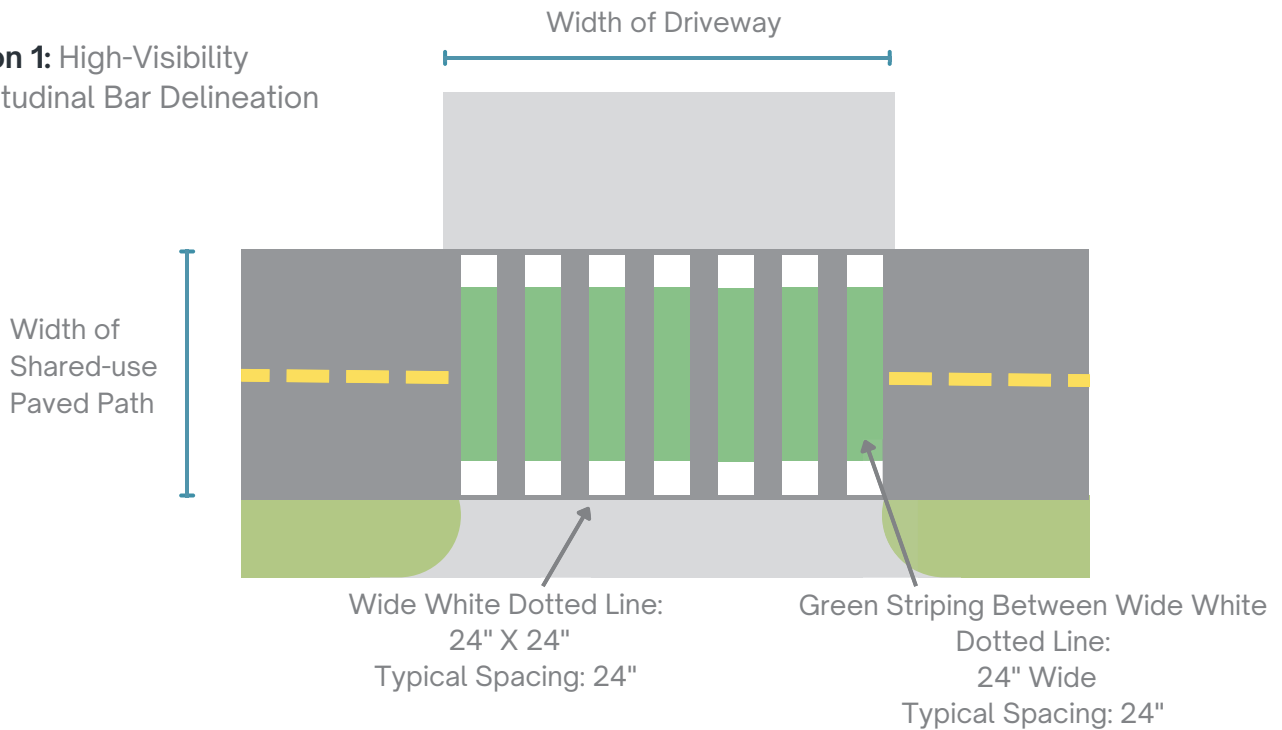 Width of Driveway
on 1: High-Visibility
tudinal Bar Delineation
Width of
Shared-use
Paved Path
Wide White Dotted Line:
24" X 24"
Typical Spacing: 24"
Green Striping Between Wide White
Dotted Line:
24" Wide
Typical Spacing: 24"